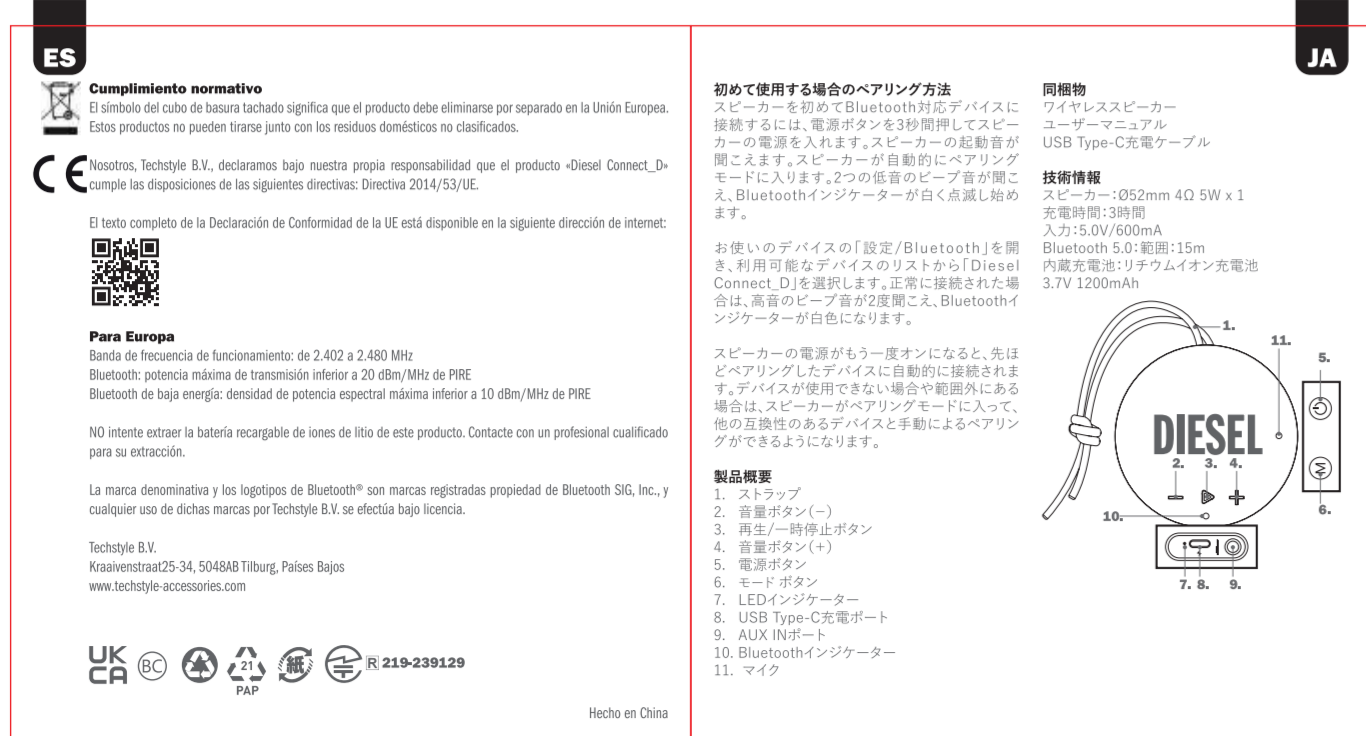 ES
Cumplimiento normativo
El símbolo del cubo de basura tachado significa que el producto debe eliminarse por separado en la Unión Europea.
Estos productos no pueden tirarse junto con los residuos domésticos no clasificados.
CE
Nosotros, Techstyle B.V., declaramos bajo nuestra propia responsabilidad que el producto «Diesel Connect_D»
cumple las disposiciones de las siguientes directivas: Directiva 2014/53/UE.
El texto completo de la Declaración de Conformidad de la UE está disponible en la siguiente dirección de internet:
Para Europa
Banda de frecuencia de funcionamiento: de 2.402 a 2.480 MHz
Bluetooth: potencia máxima de transmisión inferior a 20 dBm/MHz de PIRE
Bluetooth de baja energía: densidad de potencia espectral máxima inferior a 10 dBm/MHz de PIRE
NO intente extraer la batería recargable de iones de litio de este producto. Contacte con un profesional cualificado
para su extracción.
La marca denominativa y los logotipos de Bluetooth® son marcas registradas propiedad de Bluetooth SIG, Inc., y
cualquier uso de dichas marcas por Techstyle B.V. se efectúa bajo licencia.
Techstyle B.V.
Kraaivenstraat25-34, 5048AB Tilburg, Países Bajos
www.techstyle-accessories.com
UK
CA
BC
21
PAP
紙
R 219-239129
Hecho en China
JA
初めて使用する場合のペアリング方法
スピーカーを初めてBluetooth対応デバイスに
接続するには、電源ボタンを3秒間押してスピー
カーの電源を入れます。スピーカーの起動音が
聞こえます。スピーカーが自動的にペアリング
モードに入ります。2つの低音のビープ音が聞こ
え、Bluetoothインジケーターが白く点滅し始め
ます。
お使いのデバイスの「設定/Bluetooth」を開
き、利用可能なデバイスのリストから「Diesel
Connect_D」を選択します。正常に接続された場
合は、高音のビープ音が2度聞こえ、Bluetoothイ
ンジケーターが白色になります。
スピーカーの電源がもう一度オンになると、先ほ
どペアリングしたデバイスに自動的に接続されま
す。デバイスが使用できない場合や範囲外にある
場合は、スピーカーがペアリングモードに入って、
他の互換性のあるデバイスと手動によるペアリン
グができるようになります。
製品概要
1. ストラップ
2. 音量ボタン(−)
3. 再生/一時停止ボタン
4. 音量ボタン(+)
5. 電源ボタン
6. モード ボタン
7. LEDインジケーター
8. USB Type-C充電ポート
9. AUX INポート
10. Bluetoothインジケーター
11. マイク
同梱物
ワイヤレススピーカー
ユーザーマニュアル
USB Type-C充電ケーブル
技術情報
スピーカー:Ø52mm 4Ω 5W x 1
充電時間:3時間
入力:5.0V/600mA
Bluetooth 5.0:範囲:15m
内蔵充電池:リチウムイオン充電池
3.7V 1200mAh
1.
11.
5.
DIESEL
2. 3. 4.
M
6.
10.
7. 8. 9.